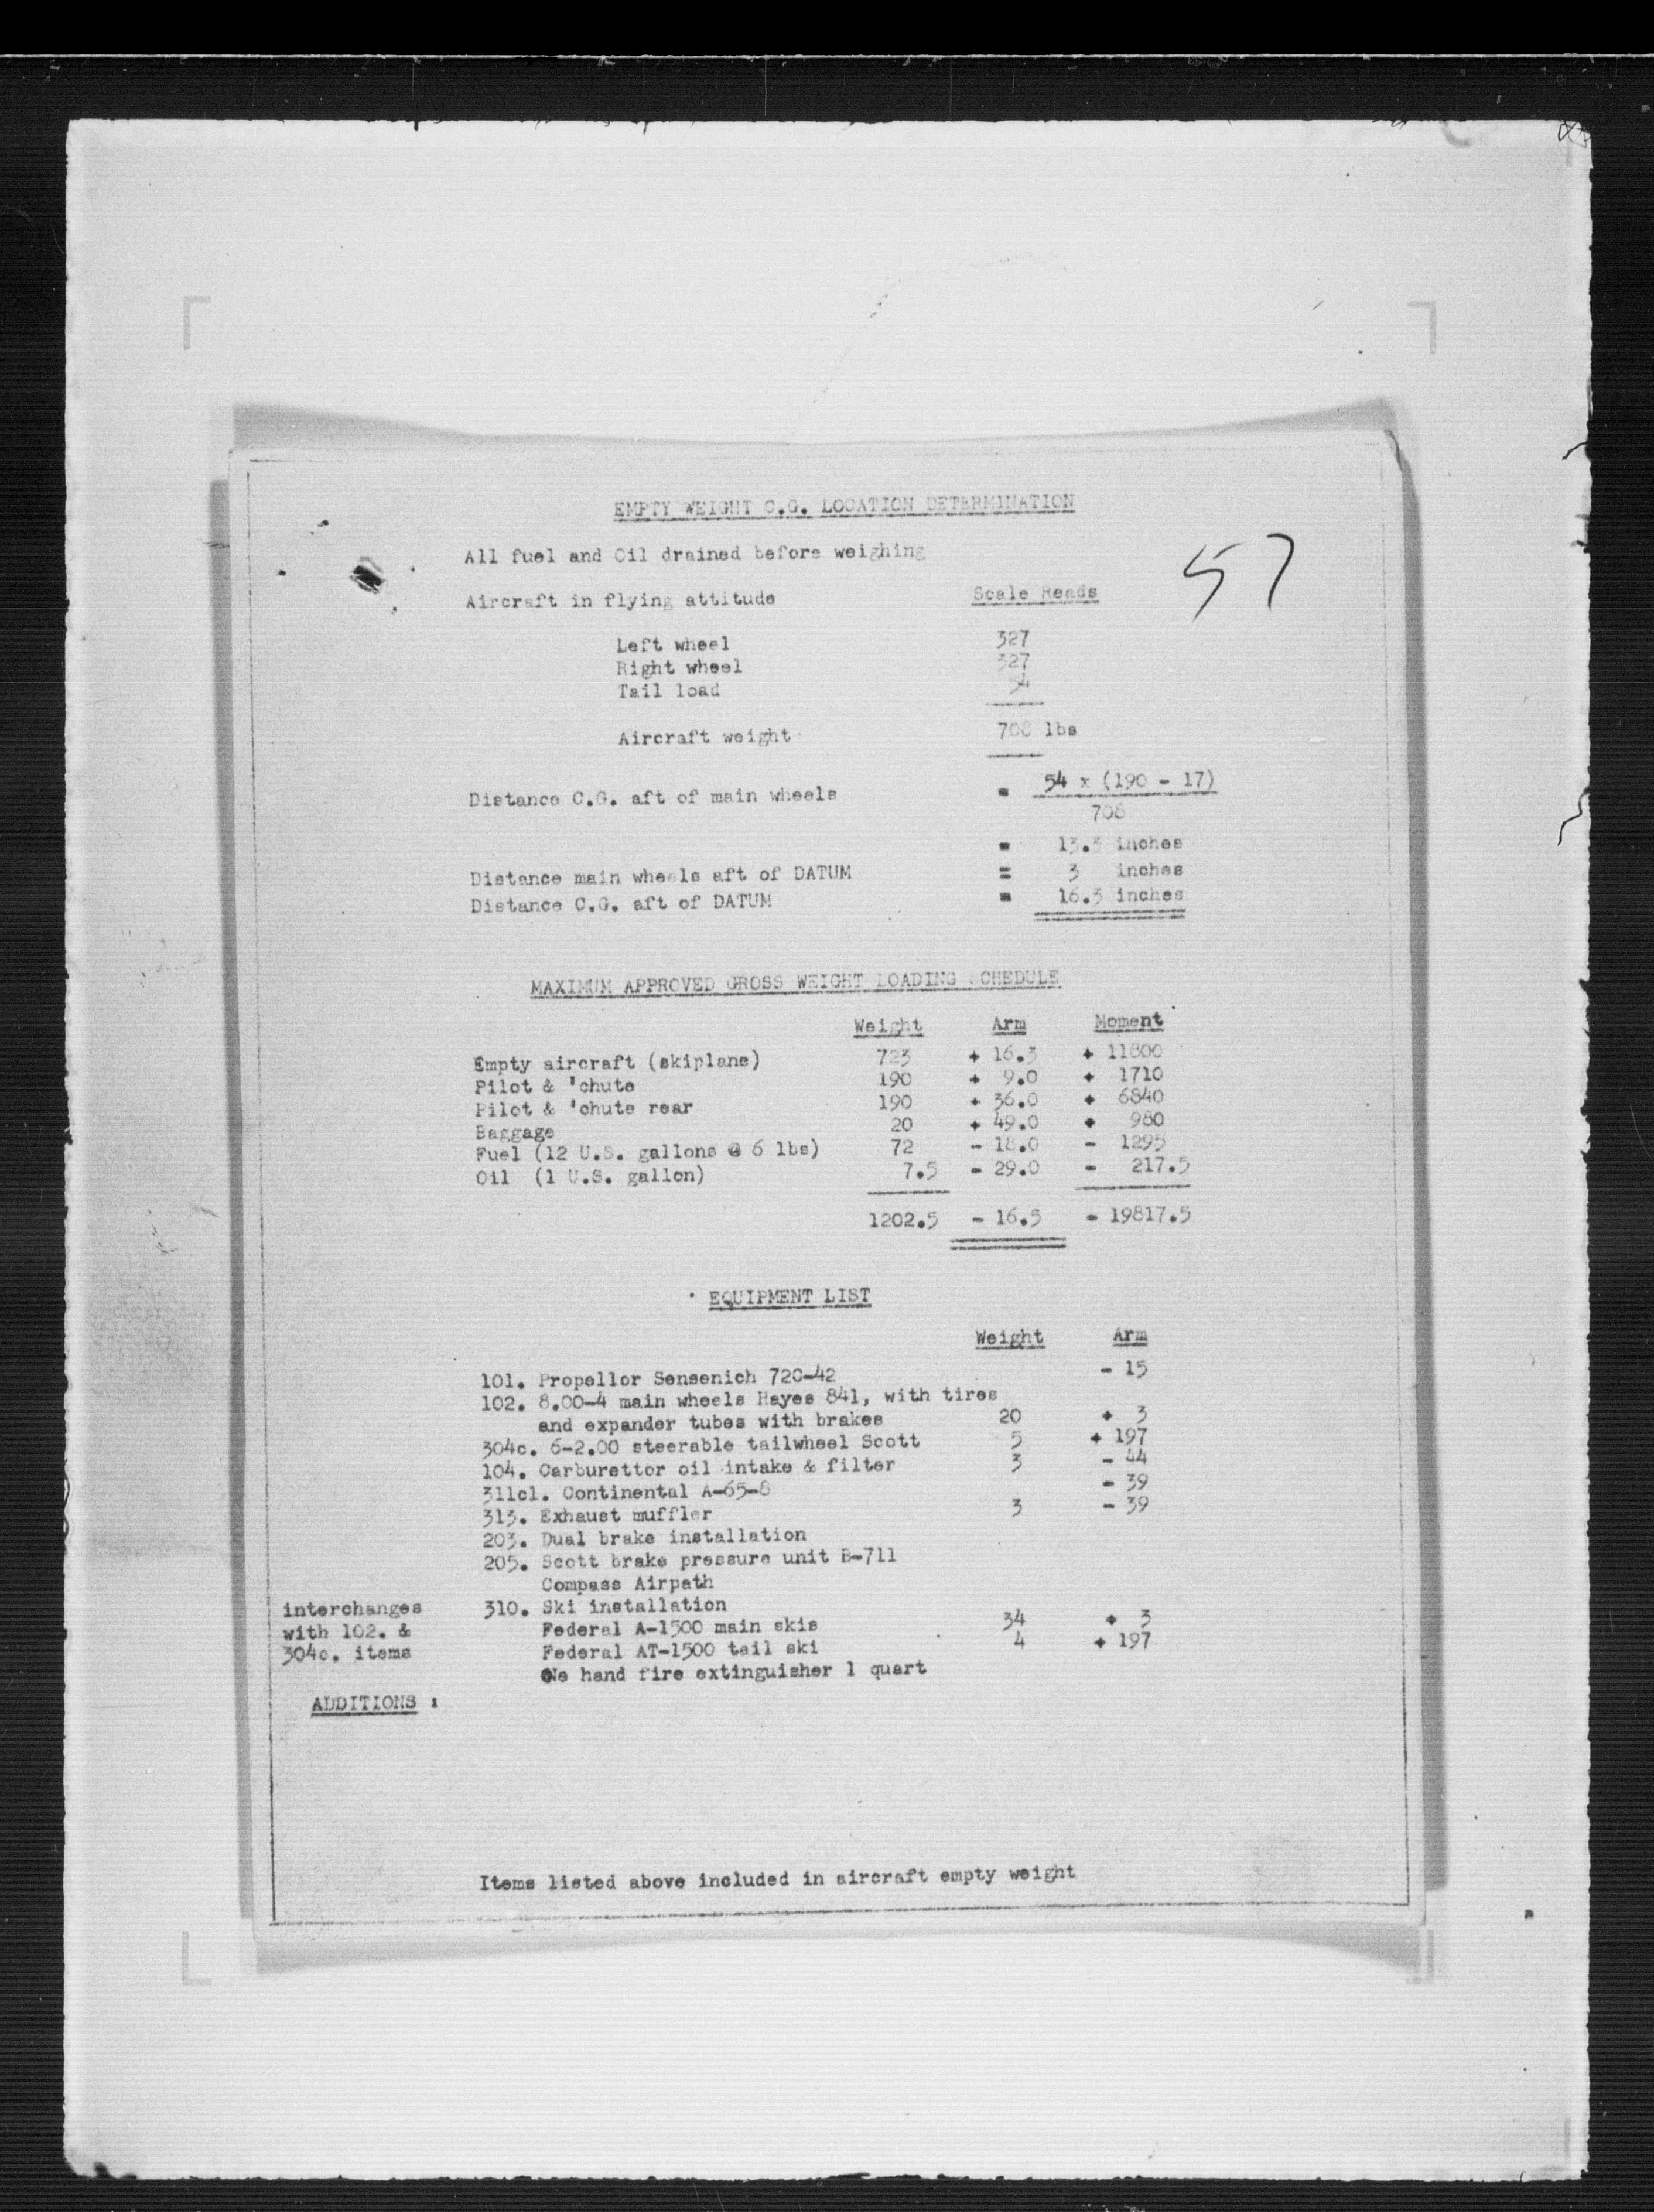 EMPTY WEIGHT C.G. LOCATION DETERMINATION
All fuel and Oil drained before weighing
57
Aircraft in flying attitude Scale Reads
Left wheel 327
Right wheel 327
Tail load 54
Aircraft weight 708 lbs
Distance C.G. aft of main wheels = 54 x (190 - 17)
708
= 13.3 inches
Distance main wheels aft of DATUM = 3 inches
Distance C.G. aft of DATUM = 16.3 inches
MAXIMUM APPROVED GROSS WEIGHT LOADING SCHEDULE
Weight Arm Moment
Empty aircraft (skiplane) 723 + 16.3 + 11800
Pilot & 'chute 190 + 9.0 + 1710
Pilot & 'chute rear 190 + 36.0 + 6840
Baggage 20 + 49.0 + 980
Fuel (12 U.S. gallons @ 6 lbs) 72 - 18.0 - 1295
Oil (1 U.S. gallon) 7.5 - 29.0 - 217.5
1202.5 - 16.5 - 19817.5
EQUIPMENT LIST
Weight Arm
101. Propellor Sensenich 72C-42 - 15
102. 8.00-4 main wheels Hayes 841, with tires
and expander tubes with brakes 20 + 3
304c. 6-2.00 steerable tailwheel Scott 5 + 197
104. Carburettor oil intake & filter 3 - 44
311cl. Continental A-65-8 - 39
313. Exhaust muffler 3 - 39
203. Dual brake installation
205. Scott brake pressure unit B-711
Compass Airpath
interchanges 310. Ski installation
with 102. & Federal A-1500 main skis 34 + 3
304c. items Federal AT-1500 tail ski 4 + 197
One hand fire extinguisher 1 quart
ADDITIONS :
Items listed above included in aircraft empty weight